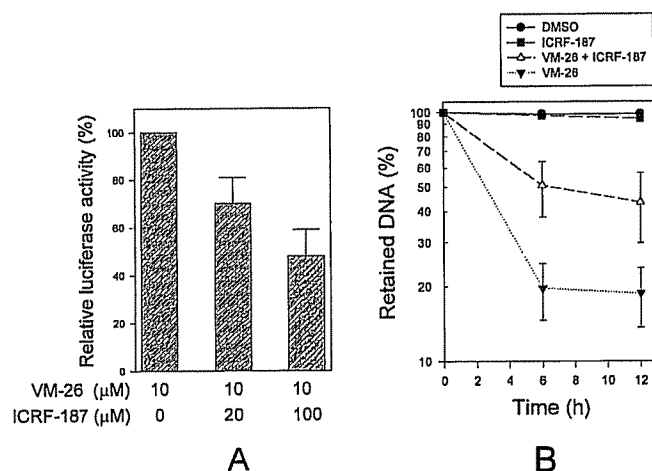 DMSO
ICRF-187
VM-26 + ICRF-187
VM-26
Relative luciferase activity (%)
100
80
60
40
20
0
VM-26 (μM) 10 10 10
ICRF-187 (μM) 0 20 100
A
Retained DNA (%)
100
90
80
70
60
50
40
30
20
10
0 2 4 6 8 10 12
Time (h)
B